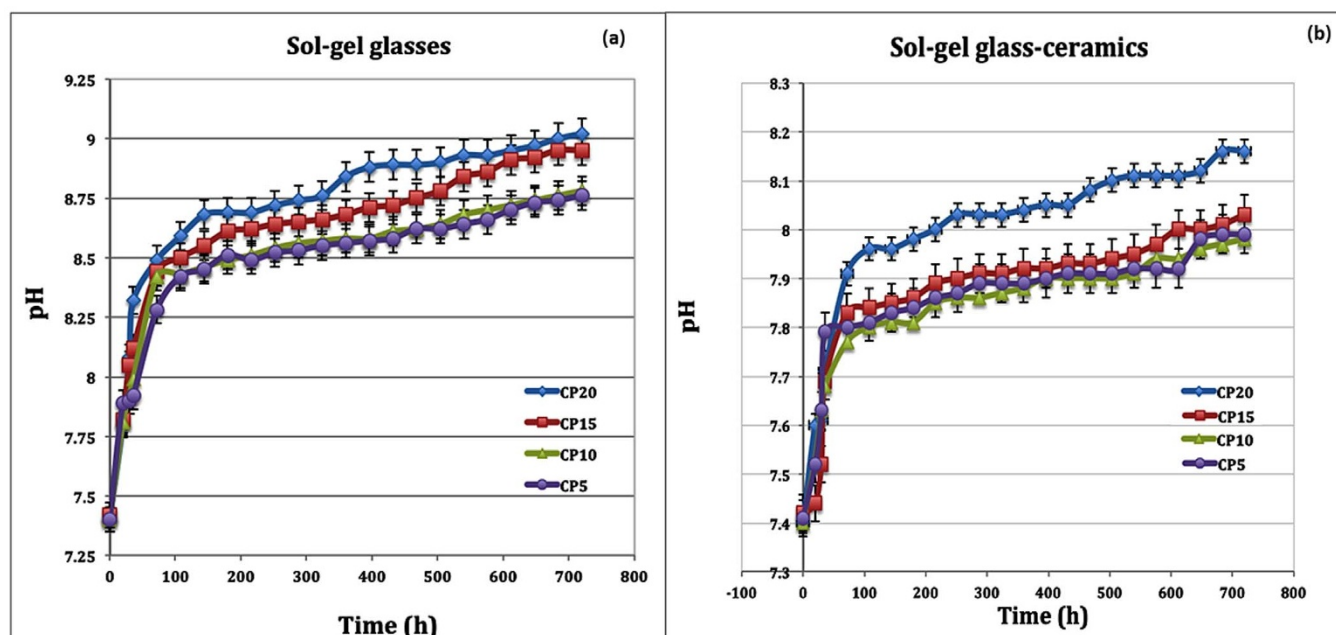 Sol-gel glasses
(a)
9.25
9
8.75
8.5
8.25
8
7.75
7.5
7.25
pH
0 100 200 300 400 500 600 700 800
Time (h)
CP20
CP15
CP10
CP5
Sol-gel glass-ceramics
(b)
8.3
8.2
8.1
8
7.9
7.8
7.7
7.6
7.5
7.4
7.3
pH
-100 0 100 200 300 400 500 600 700 800
Time (h)
CP20
CP15
CP10
CP5